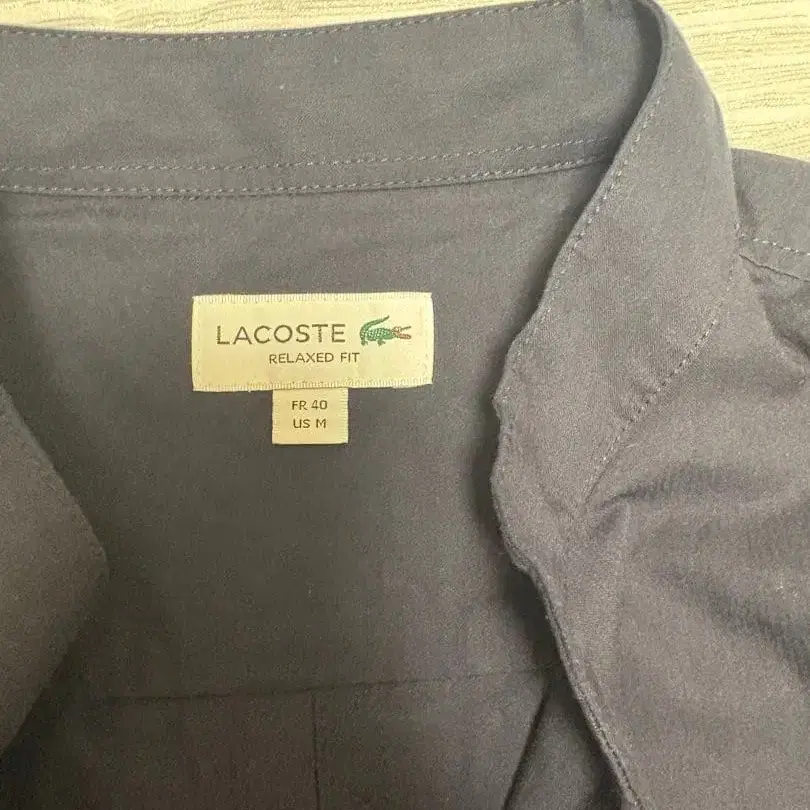 LACOSTE
RELAXED FIT
FR 40
US M